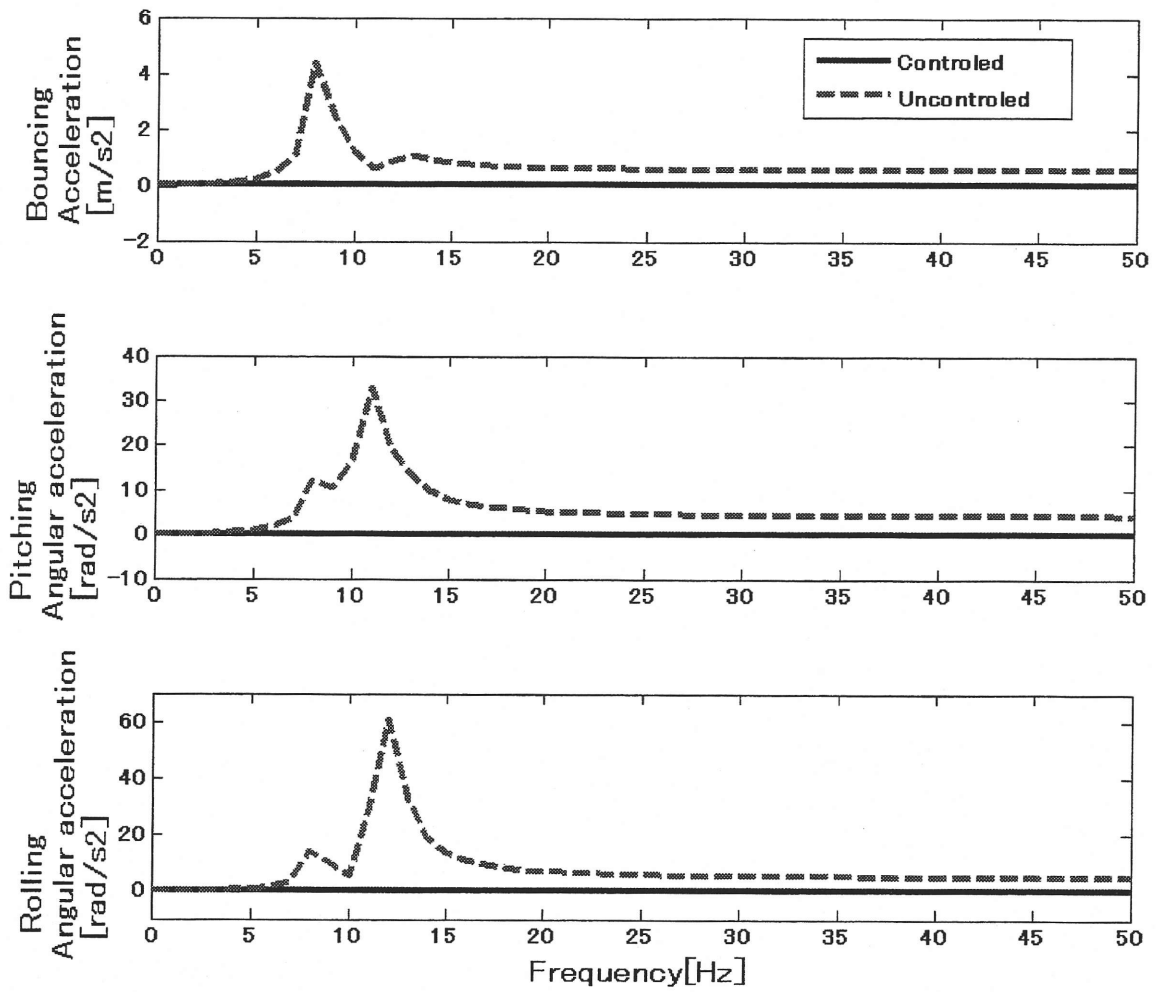 Bouncing
Acceleration
[m/s2]
6
4
2
0
-2
0 5 10 15 20 25 30 35 40 45 50
Controled
Uncontroled
Pitching
Angular acceleration
[rad/s2]
40
30
20
10
0
-10
0 5 10 15 20 25 30 35 40 45 50
Rolling
Angular acceleration
[rad/s2]
60
40
20
0
0 5 10 15 20 25 30 35 40 45 50
Frequency[Hz]